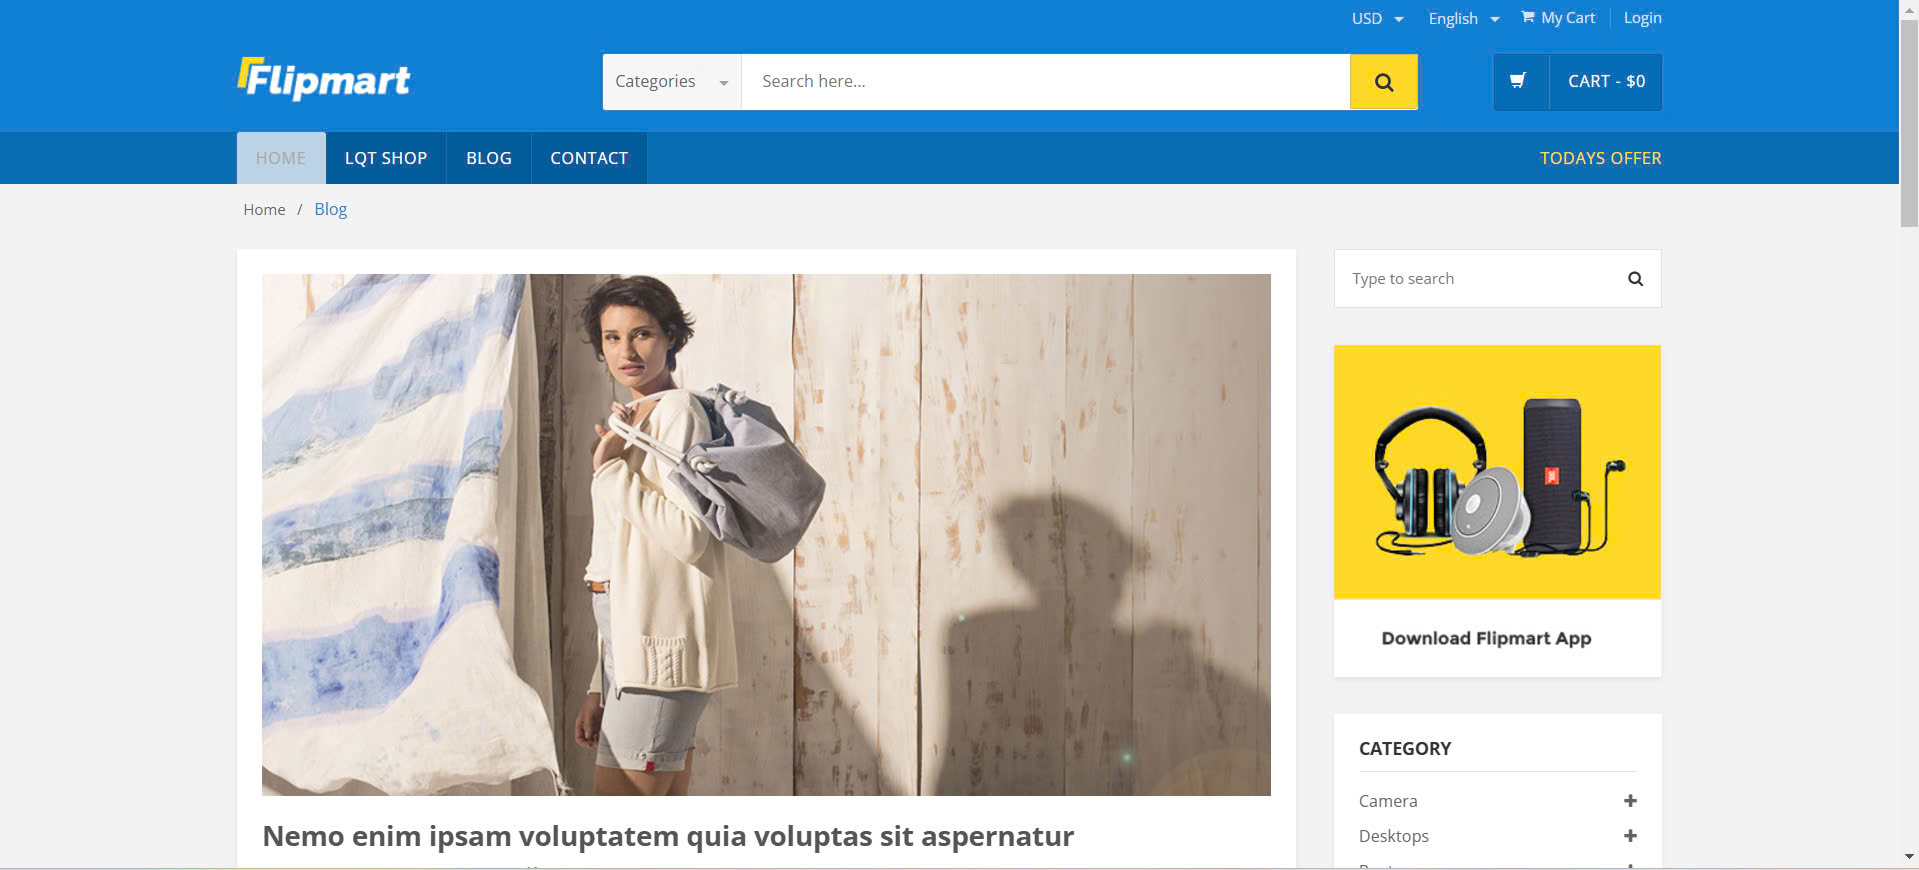 USD English My Cart Login
Flipmart
Categories Search here...
CART - $0
HOME LQT SHOP BLOG CONTACT TODAYS OFFER
Home / Blog
Type to search
JBL
Download Flipmart App
CATEGORY
Camera
Desktops
Nemo enim ipsam voluptatem quia voluptas sit aspernatur